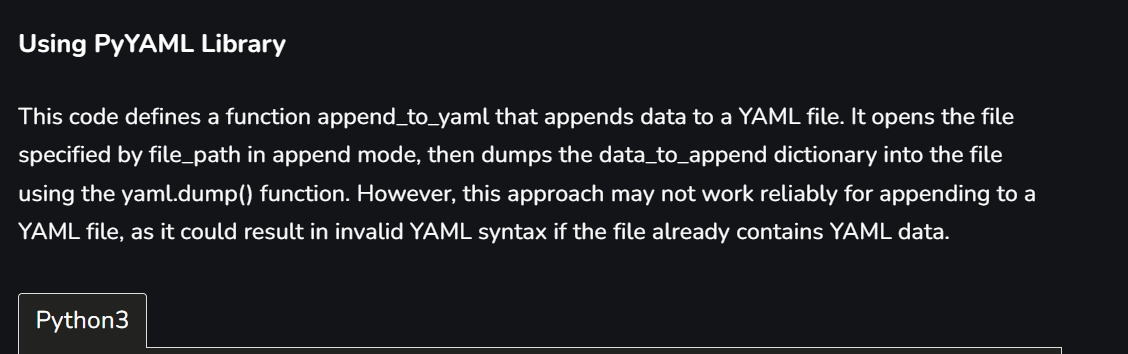 Using PyYAML Library
This code defines a function append_to_yaml that appends data to a YAML file. It opens the file
specified by file_path in append mode, then dumps the data_to_append dictionary into the file
using the yaml.dump() function. However, this approach may not work reliably for appending to a
YAML file, as it could result in invalid YAML syntax if the file already contains YAML data.
Python3